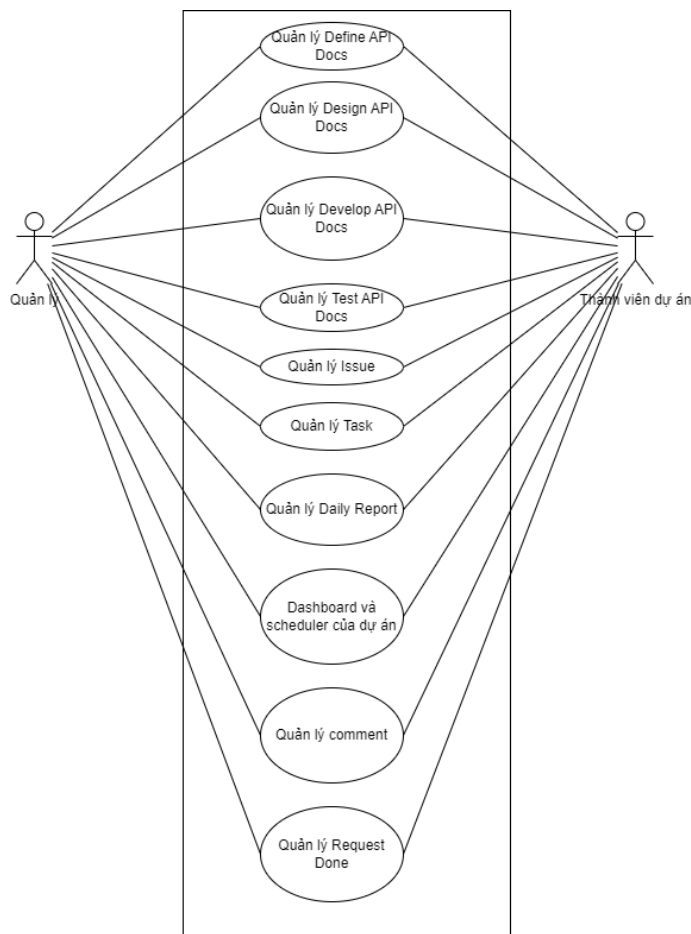 Quản lý Define API
Docs
Quản lý Design API
Docs
Quản lý Develop API
Docs
Quản lý
Thành viên dự án
Quản lý Test API
Docs
Quản lý Issue
Quản lý Task
Quản lý Daily Report
Dashboard và
scheduler của dự án
Quản lý comment
Quản lý Request
Done